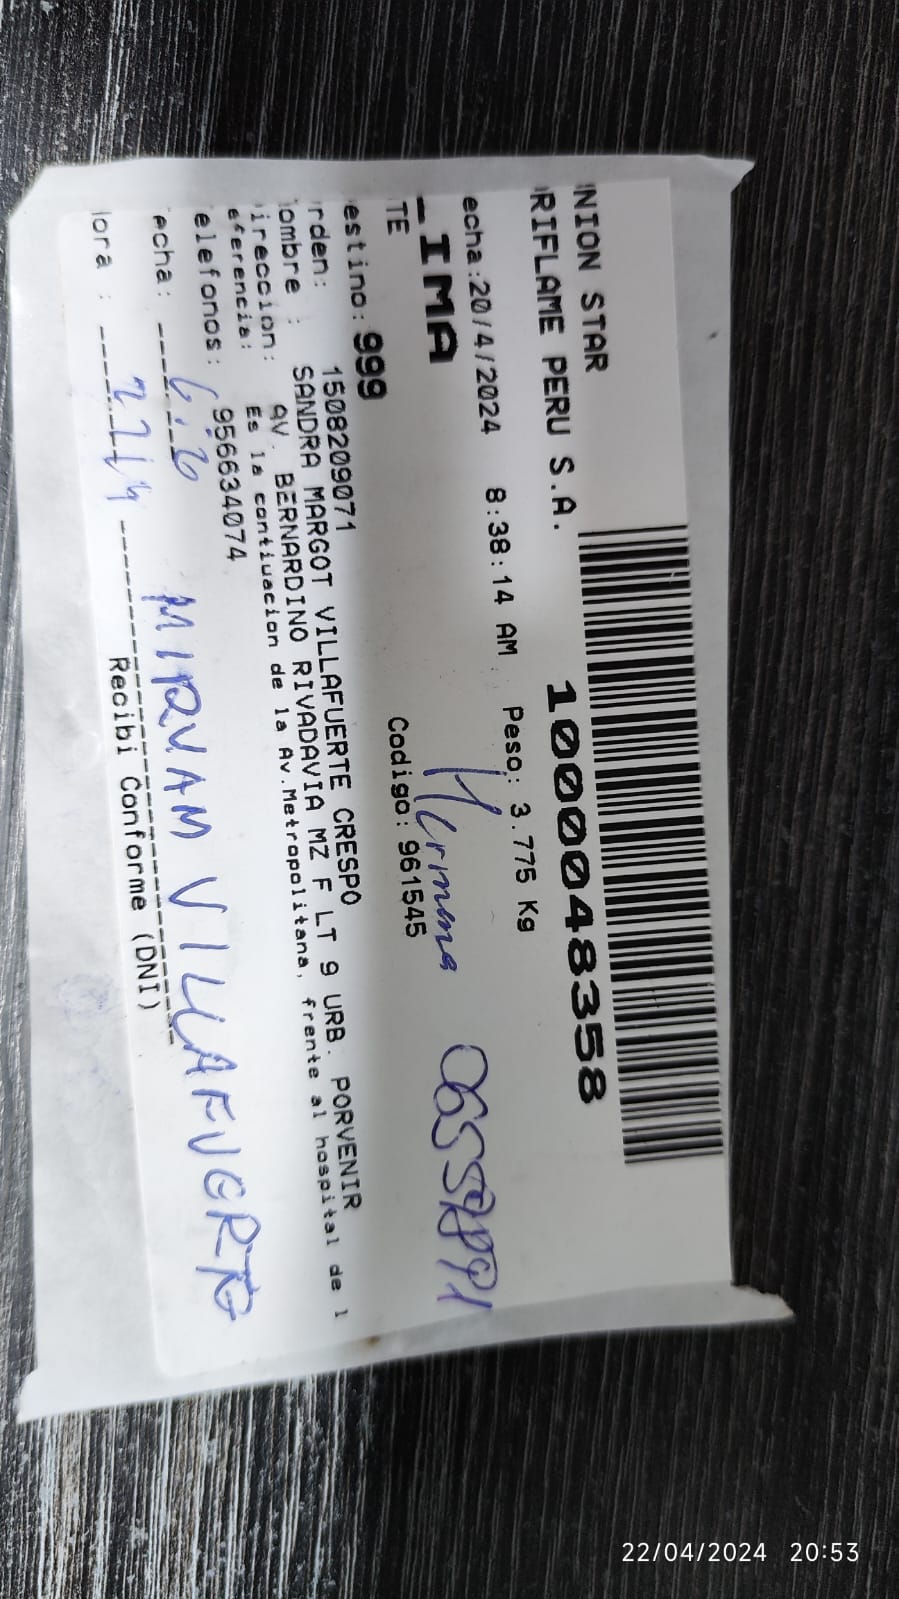 NION STAR
RIFLAME PERU S.A.
1000048358
echa:20/4/2024 8:38:14 AM Peso: 3.775 Kg
IMA
TE Codigo: 961545
estino: 999
rden: 1508209071
ombre : SANDRA MARGOT VILLAFUERTE CRESPO
ireccion: AV. BERNARDINO RIVADAVIA MZ F LT 9 URB. PORVENIR
eferencia: Es la contiuacion de la Av.Metropolitana, frente al hospital de l
elefonos: 956634074
echa:
MIRVAM VILLAFUERTE
lora :
Recibi Conforme (DNI)
22/04/2024 20:53